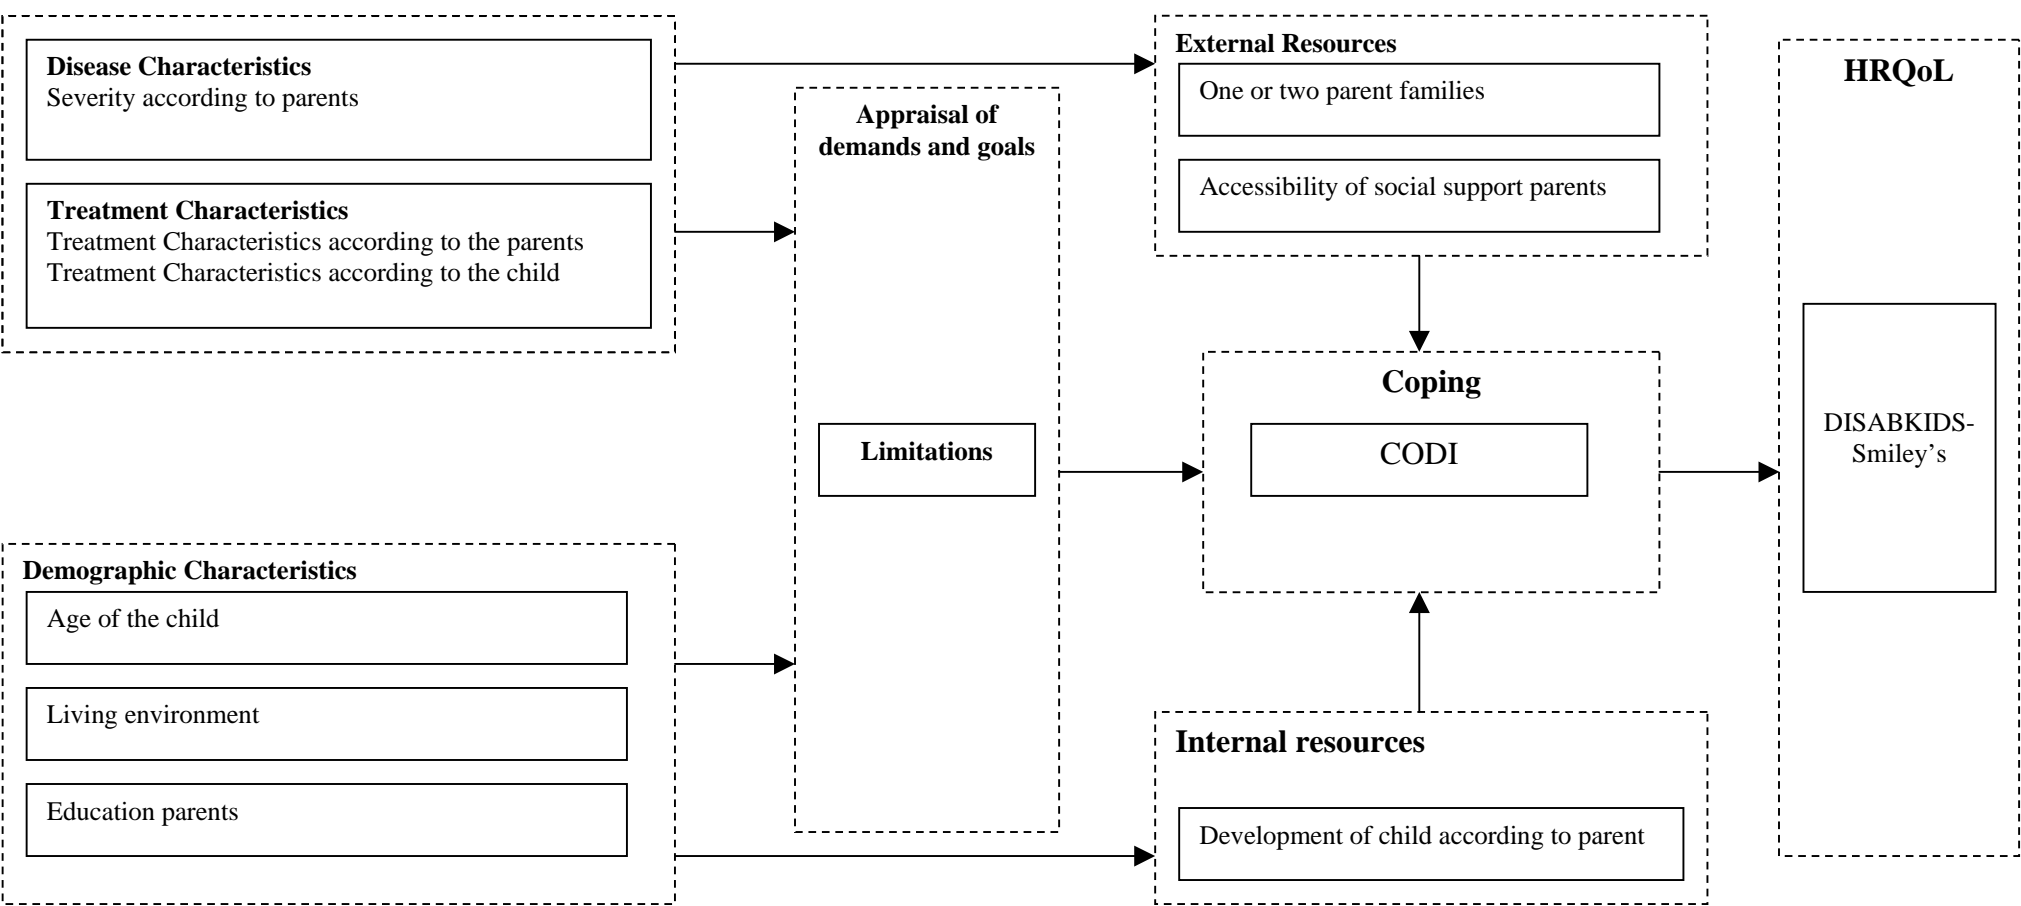 Disease Characteristics
Severity according to parents
Treatment Characteristics
Treatment Characteristics according to the parents
Treatment Characteristics according to the child
Demographic Characteristics
Age of the child
Living environment
Education parents
Appraisal of
demands and goals
Limitations
External Resources
One or two parent families
Accessibility of social support parents
Coping
CODI
Internal resources
Development of child according to parent
HRQoL
DISABKIDS-
Smiley’s